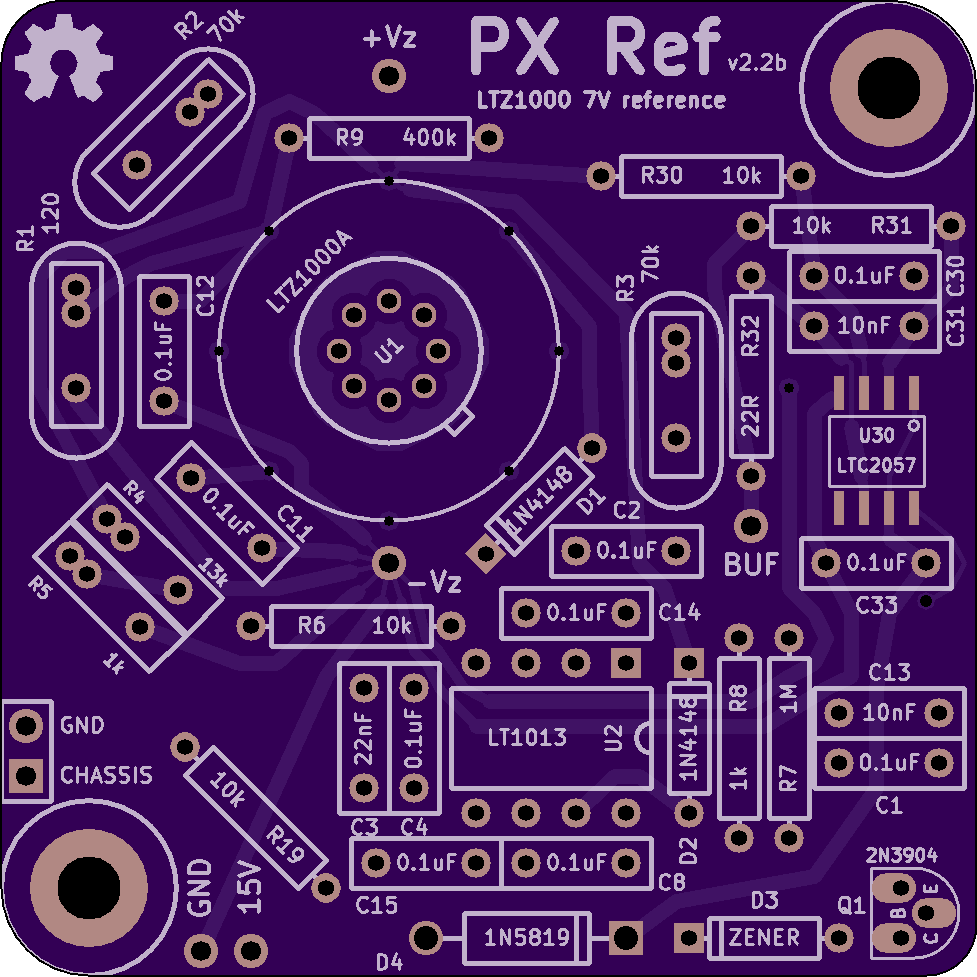 R2
70k
+Vz
PX Ref v2.2b
LTZ1000 7V reference
R9 400k
R30 10k
10k R31
R1
120
C12
0.1uF
LTZ1000A
U1
R3
70k
R32
22R
0.1uF
C30
10nF
C31
U30
LTC2057
1N4148
D1
C2
0.1uF
BUF
0.1uF
C33
0.1uF
C11
R4
13k
R5
1k
-Vz
R6 10k
0.1uF C14
GND
CHASSIS
22nF
C3
0.1uF
C4
LT1013 U2
1N4148
D2
R8
1k
1M
R7
C13
10nF
0.1uF
C1
10k
R19
GND
15V
0.1uF
C15
0.1uF
C8
1N5819
D4
D3
ZENER
2N3904
Q1
E
B
C